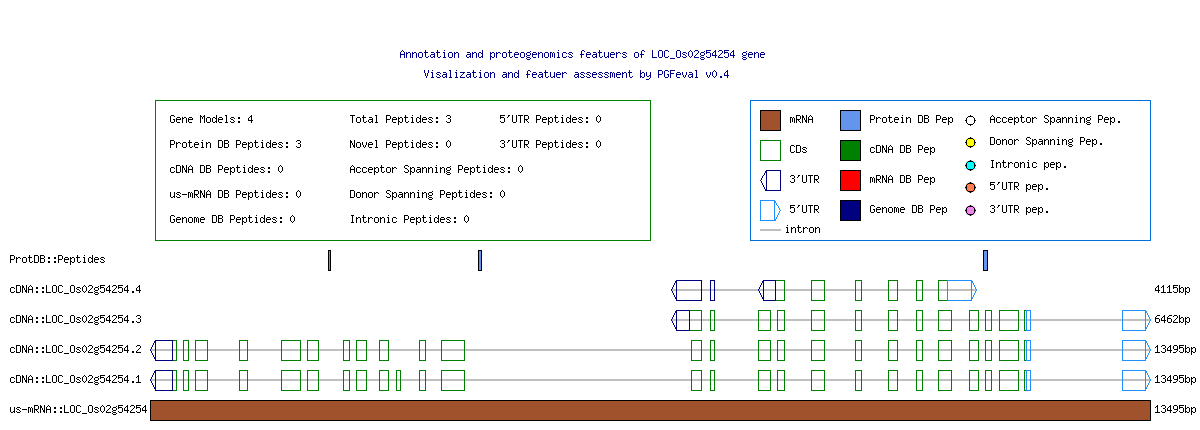 Annotation and proteogenomics featuers of LOC_Os02g54254 gene
Visalization and featuer assessment by PGFeval v0.4
Gene Models: 4 Total Peptides: 3 5'UTR Peptides: 0
Protein DB Peptides: 3 Novel Peptides: 0 3'UTR Peptides: 0
cDNA DB Peptides: 0 Acceptor Spanning Peptides: 0
us-mRNA DB Peptides: 0 Donor Spanning Peptides: 0
Genome DB Peptides: 0 Intronic Peptides: 0
mRNA Protein DB Pep Acceptor Spanning Pep.
CDs cDNA DB Pep Donor Spanning Pep.
3'UTR mRNA DB Pep Intronic pep.
5'UTR Genome DB Pep 5'UTR pep.
intron 3'UTR pep.
ProtDB::Peptides
cDNA::LOC_Os02g54254.4 4115bp
cDNA::LOC_Os02g54254.3 6462bp
cDNA::LOC_Os02g54254.2 13495bp
cDNA::LOC_Os02g54254.1 13495bp
us-mRNA::LOC_Os02g54254 13495bp